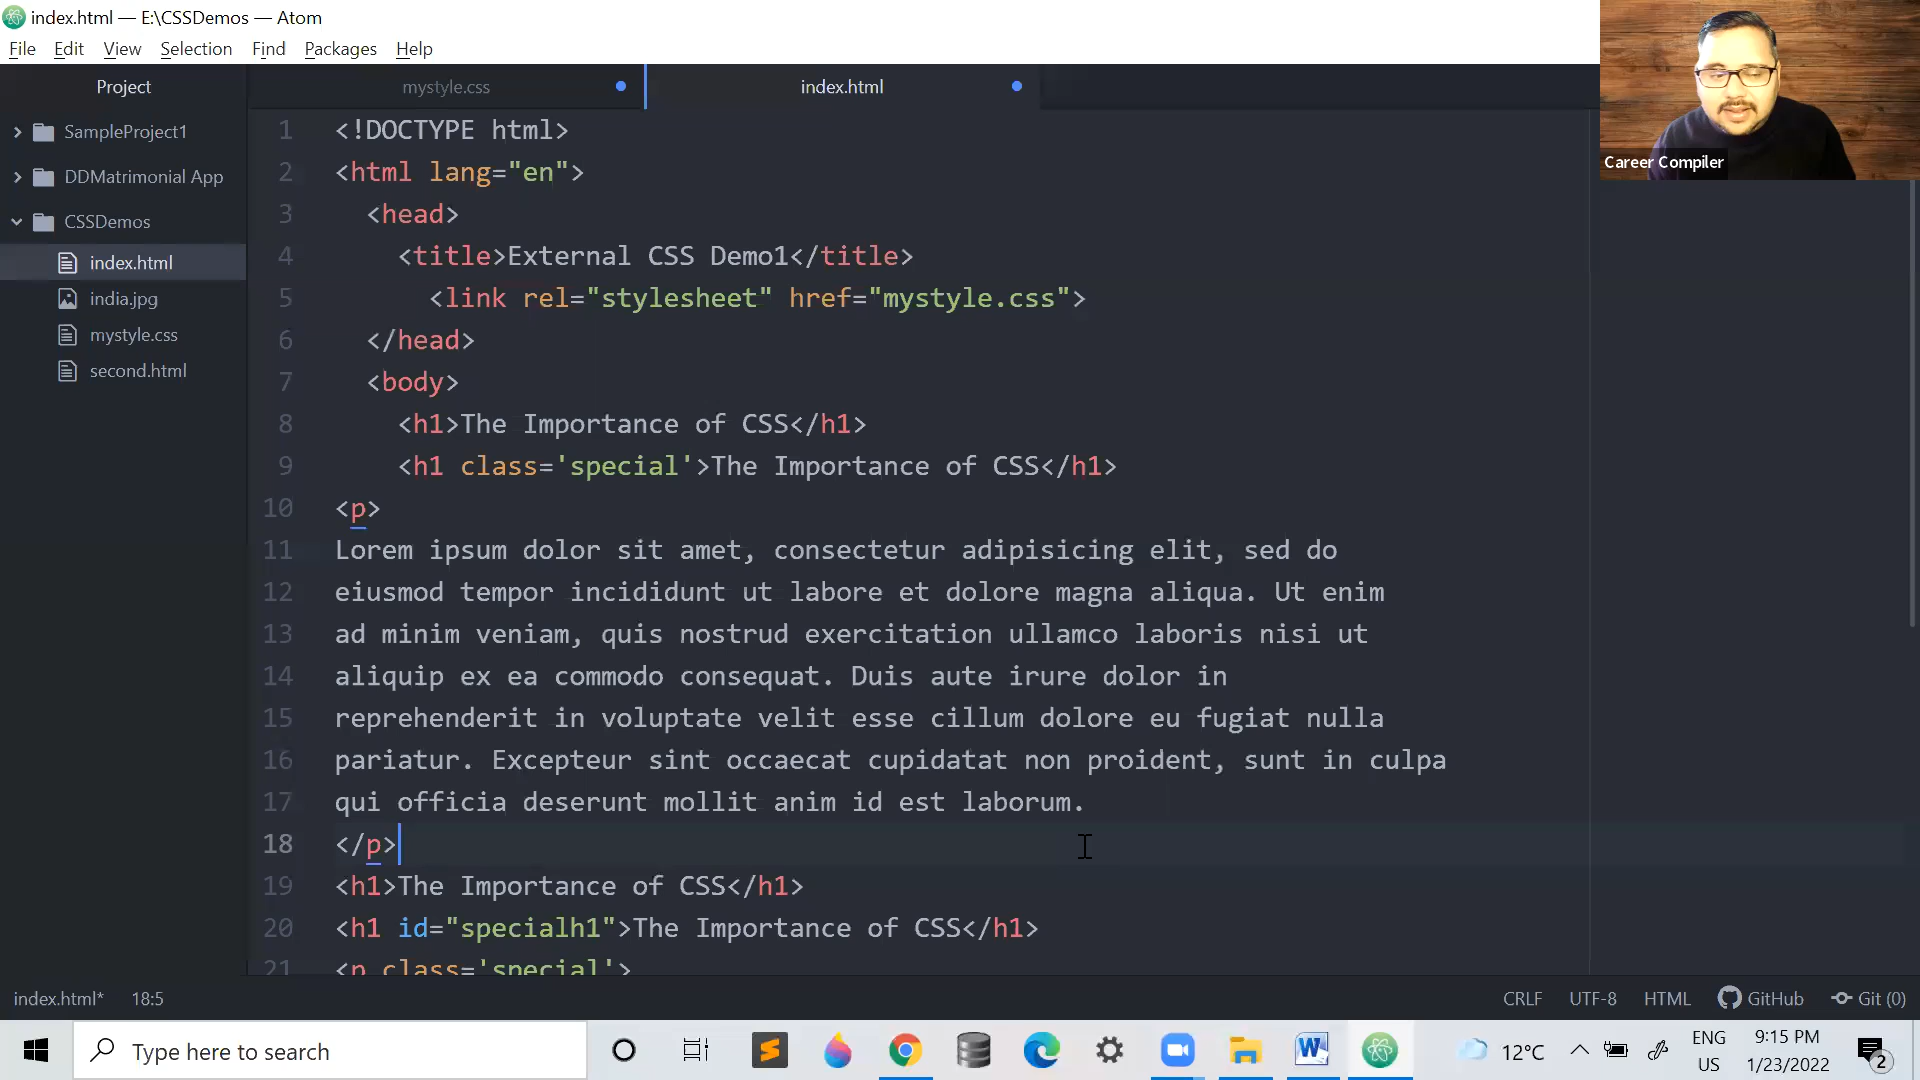 index.html — E:\CSSDemos — Atom
File Edit View Selection Find Packages Help
Project
mystyle.css
index.html
SampleProject1
DDMatrimonial App
CSSDemos
index.html
india.jpg
mystyle.css
second.html
1 <!DOCTYPE html>
2 <html lang="en">
3 <head>
4 <title>External CSS Demo1</title>
5 <link rel="stylesheet" href="mystyle.css">
6 </head>
7 <body>
8 <h1>The Importance of CSS</h1>
9 <h1 class='special'>The Importance of CSS</h1>
10 <p>
11 Lorem ipsum dolor sit amet, consectetur adipisicing elit, sed do
12 eiusmod tempor incididunt ut labore et dolore magna aliqua. Ut enim
13 ad minim veniam, quis nostrud exercitation ullamco laboris nisi ut
14 aliquip ex ea commodo consequat. Duis aute irure dolor in
15 reprehenderit in voluptate velit esse cillum dolore eu fugiat nulla
16 pariatur. Excepteur sint occaecat cupidatat non proident, sunt in culpa
17 qui officia deserunt mollit anim id est laborum.
18 </p>
19 <h1>The Importance of CSS</h1>
20 <h1 id="specialh1">The Importance of CSS</h1>
21 <p class='special'>
Career Compiler
index.html* 18:5
CRLF UTF-8 HTML GitHub Git (0)
Type here to search
12°C
ENG
US
9:15 PM
1/23/2022
2